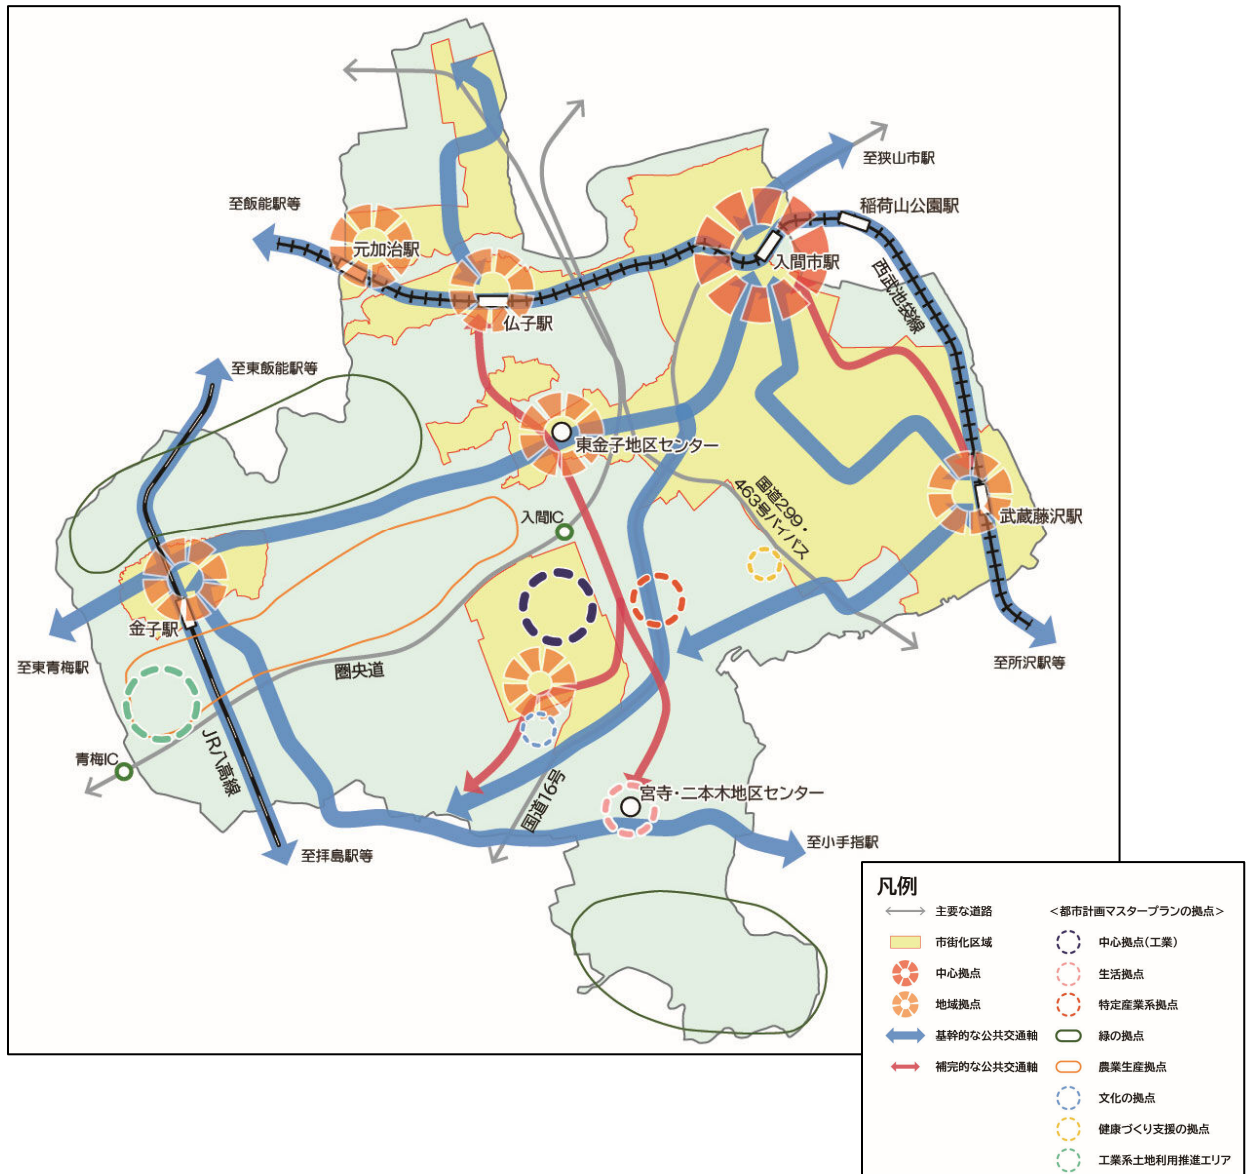 至狭山市駅
稲荷山公園駅
至飯能駅等
元加治駅
入間市駅
西武池袋線
仏子駅
至東飯能駅等
東金子地区センター
国道299・
463号バイパス
入間IC
武蔵藤沢駅
金子駅
至東青梅駅
圏央道
至所沢駅等
JR八高線
青梅IC
国道16号
宮寺・二本木地区センター
至拝島駅等
至小手指駅
凡例
主要な道路
市街化区域
中心拠点
地域拠点
基幹的な公共交通軸
補完的な公共交通軸
＜都市計画マスタープランの拠点＞
中心拠点（工業）
生活拠点
特定産業系拠点
緑の拠点
農業生産拠点
文化の拠点
健康づくり支援の拠点
工業系土地利用推進エリア